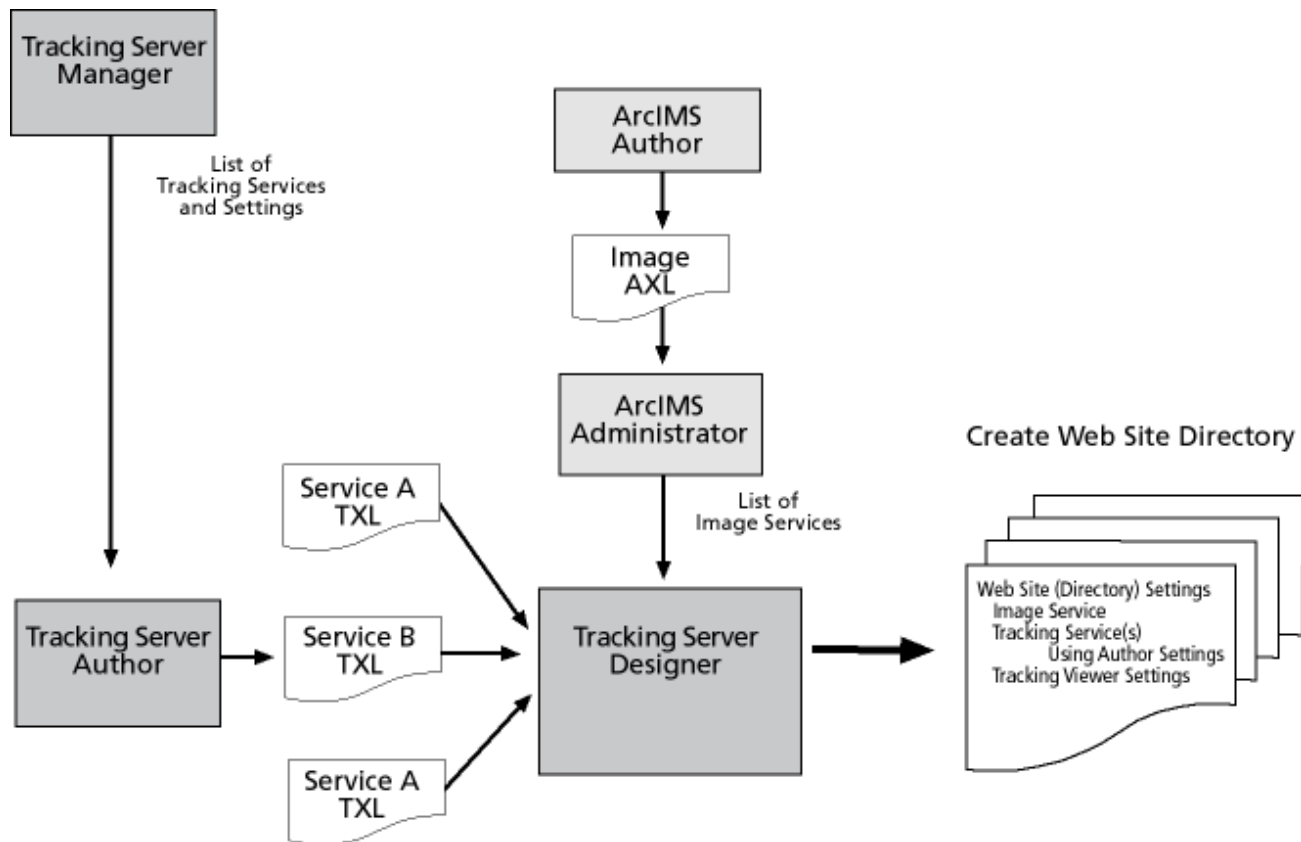 Tracking Server
Manager
List of
Tracking Services
and Settings
ArcIMS
Author
Image
AXL
ArcIMS
Administrator
List of
Image Services
Create Web Site Directory
Service A
TXL
Tracking Server
Author
Service B
TXL
Service A
TXL
Tracking Server
Designer
Web Site (Directory) Settings
Image Service
Tracking Service(s)
Using Author Settings
Tracking Viewer Settings